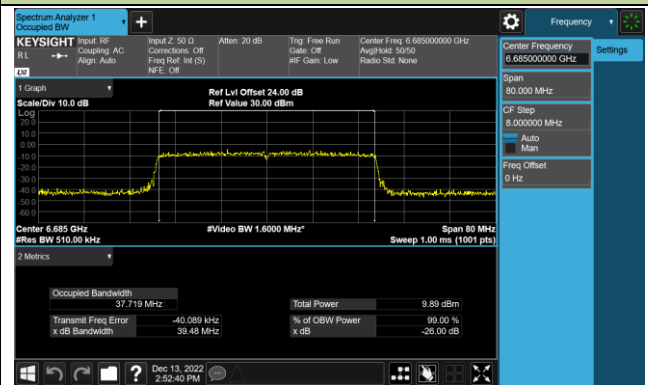 Spectrum Analyzer 1
Occupied BW
Frequency
KEYSIGHT
RL
Input: RF
Coupling: AC
Align: Auto
Input Z: 50 Ω
Corrections: Off
Freq Ref: Int (S)
NFE: Off
Atten: 20 dB
Trig: Free Run
Gate: Off
#IF Gain: Low
Center Freq: 6.685000000 GHz
Avg|Hold: 50/50
Radio Std: None
LXI
Center Frequency
6.685000000 GHz
Settings
Span
80.000 MHz
CF Step
8.000000 MHz
Auto
Man
Freq Offset
0 Hz
1 Graph
Scale/Div 10.0 dB
Ref Lvl Offset 24.00 dB
Ref Value 30.00 dBm
Log
20.0
10.0
0.00
-10.0
-20.0
-30.0
-40.0
-50.0
-60.0
Center 6.685 GHz
#Res BW 510.00 kHz
#Video BW 1.6000 MHz*
Span 80 MHz
Sweep 1.00 ms (1001 pts)
2 Metrics
Occupied Bandwidth
37.719 MHz
Total Power 9.89 dBm
Transmit Freq Error -40.089 kHz
% of OBW Power 99.00 %
x dB Bandwidth 39.48 MHz
x dB -26.00 dB
Dec 13, 2022
2:52:40 PM